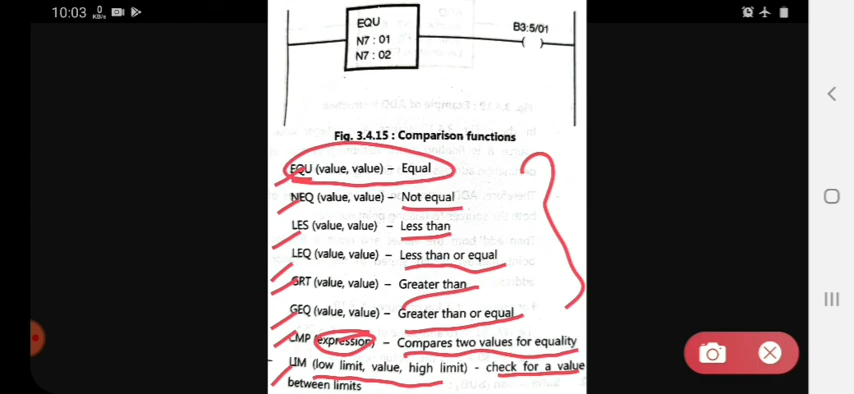 10:03 0 KB/s
EQU
N7 : 01
N7 : 02
B3:5/01
Fig. 3.4.15 : Comparison functions
EQU (value, value) – Equal
NEQ (value, value) – Not equal
LES (value, value) – Less than
LEQ (value, value) – Less than or equal
GRT (value, value) – Greater than
GEQ (value, value) – Greater than or equal
CMP (expression) – Compares two values for equality
LIM (low limit, value, high limit) - check for a value
between limits